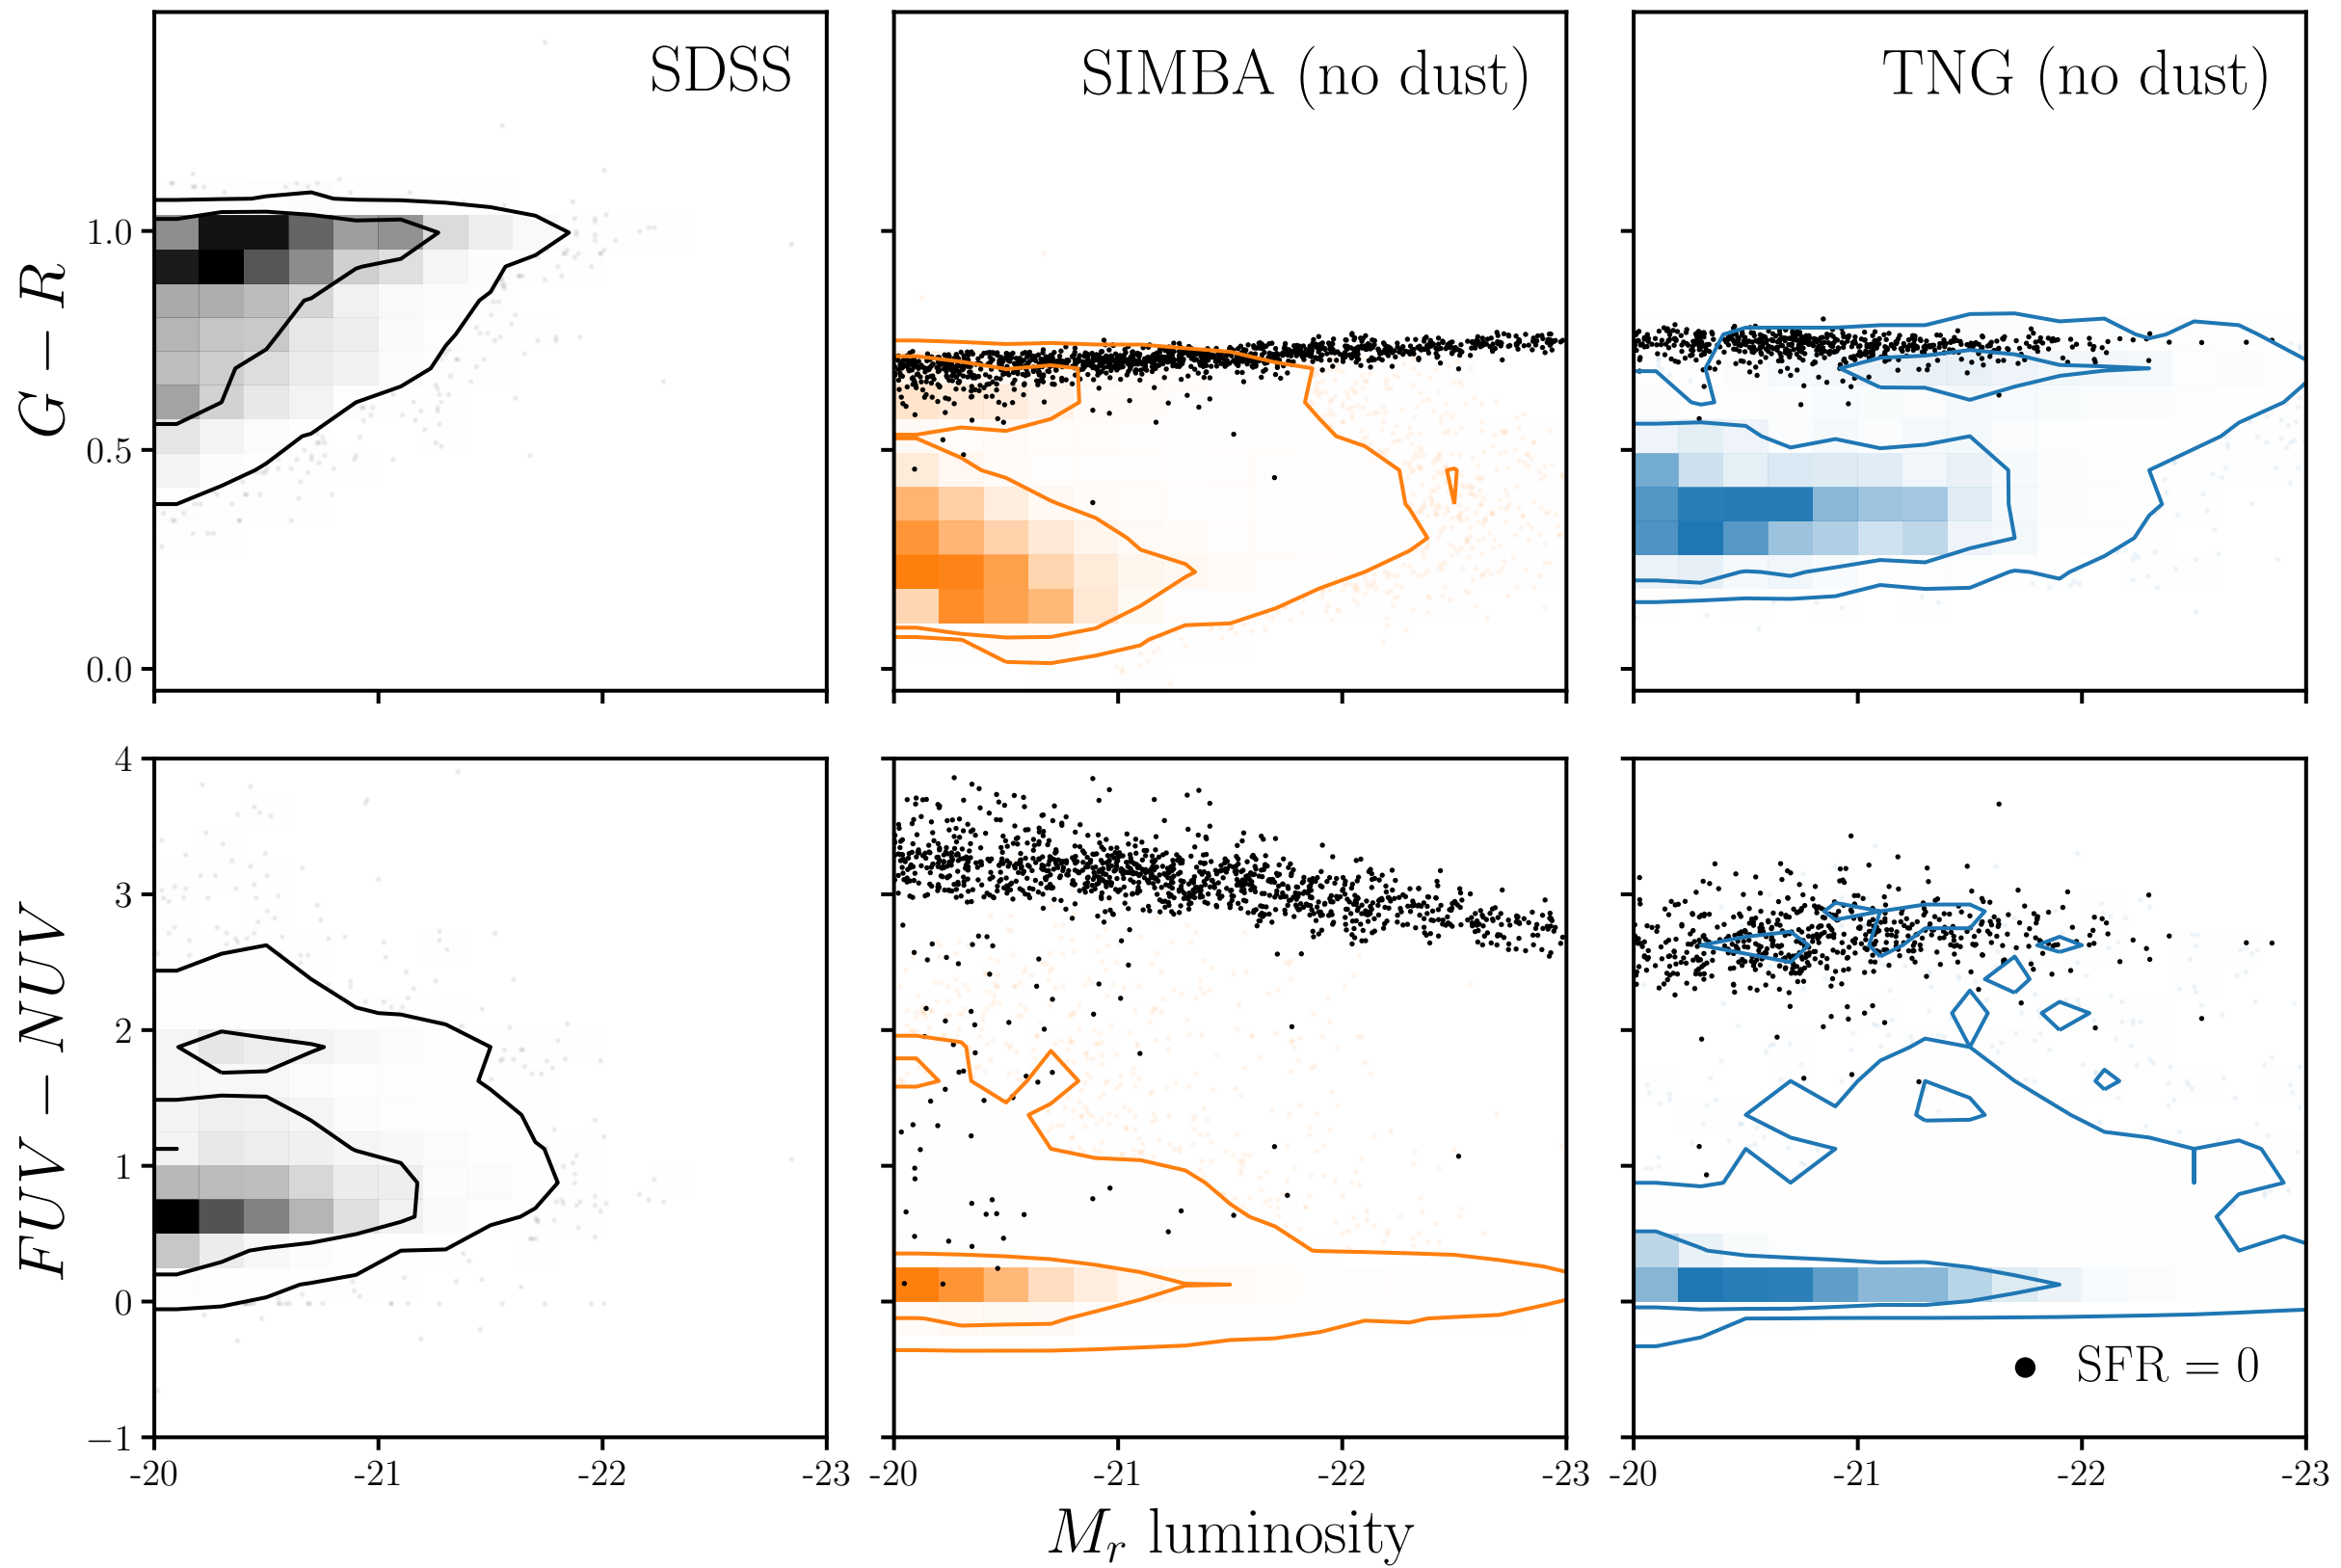 SDSS
SIMBA (no dust)
TNG (no dust)
G − R
1.0
0.5
0.0
FUV − NUV
4
3
2
1
0
−1
SFR = 0
-20 -21 -22 -23
-20 -21 -22 -23
-20 -21 -22 -23
M_r luminosity